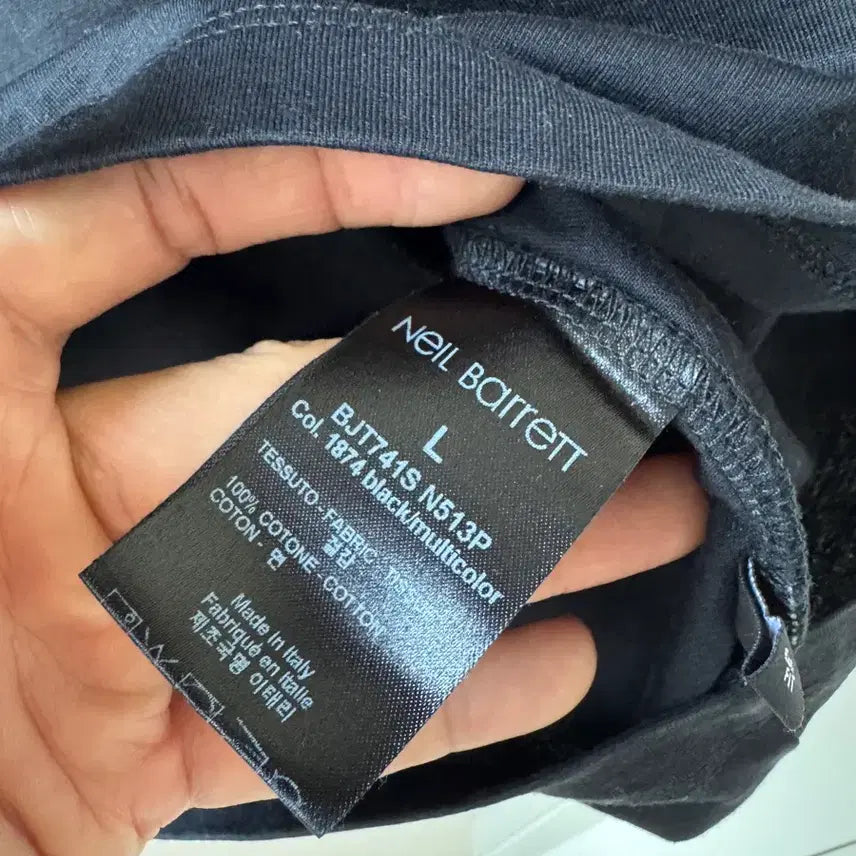 Neil Barrett
L
BJT741S N513P
Col. 1874 black/multicolor
TESSUTO - FABRIC
겉감
100% COTONE - COTTON
COTON - 면
Made in Italy
Fabriqué en Italie
제조국명 이태리